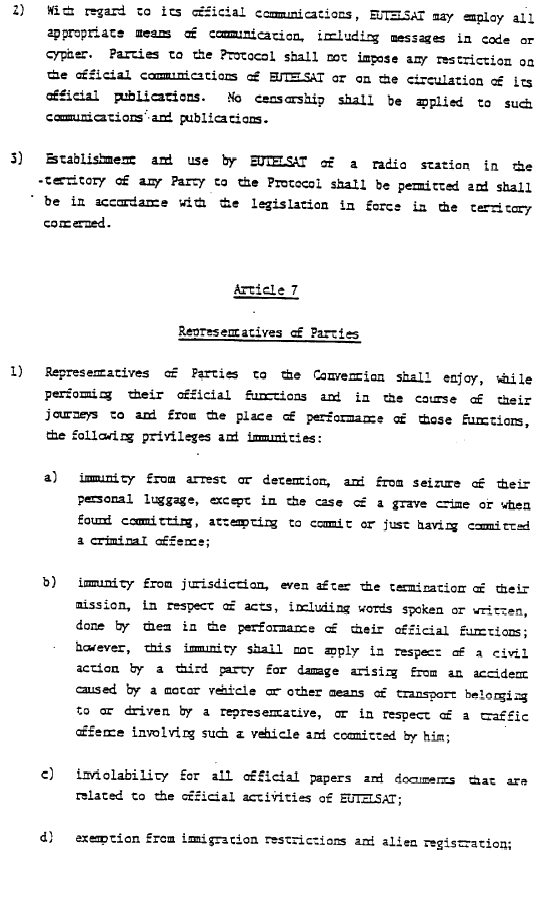 2) With regard to its official communications, EUTELSAT may employ all
appropriate means of communication, including messages in code or
cypher. Parties to the Protocol shall not impose any restriction on
the official communications of EUTELSAT or on the circulation of its
official publications. No censorship shall be applied to such
communications and publications.
3) Establishment and use by EUTELSAT of a radio station in the
territory of any Party to the Protocol shall be permitted and shall
be in accordance with the legislation in force in the territory
concerned.
Article 7
Representatives of Parties
1) Representatives of Parties to the Convention shall enjoy, while
performing their official functions and in the course of their
journeys to and from the place of performance of those functions,
the following privileges and immunities:
a) immunity from arrest or detention, and from seizure of their
personal luggage, except in the case of a grave crime or when
found committing, attempting to commit or just having committed
a criminal offence;
b) immunity from jurisdiction, even after the termination of their
mission, in respect of acts, including words spoken or written,
done by them in the performance of their official functions;
however, this immunity shall not apply in respect of a civil
action by a third party for damage arising from an accident
caused by a motor vehicle or other means of transport belonging
to or driven by a representative, or in respect of a traffic
offence involving such a vehicle and committed by him;
c) inviolability for all official papers and documents that are
related to the official activities of EUTELSAT;
d) exemption from immigration restrictions and alien registration;